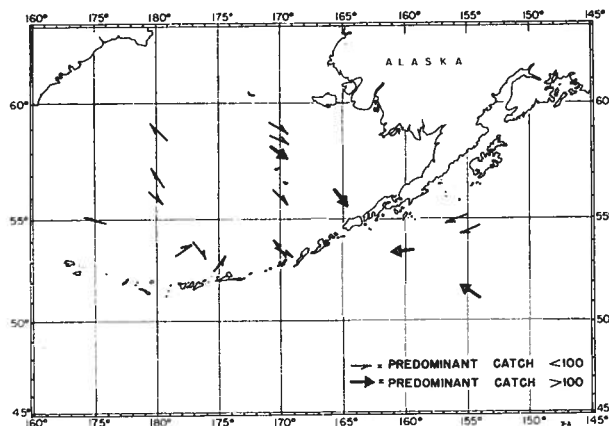 160° 175° 180° 175° 170° 165° 160° 155° 150° 145°
ALASKA
60° 60
55° 55
50° 50
= PREDOMINANT CATCH <100
= PREDOMINANT CATCH >100
45° 45°
160° 175° 180° 175° 170° 165° 160° 155° 150° 145°